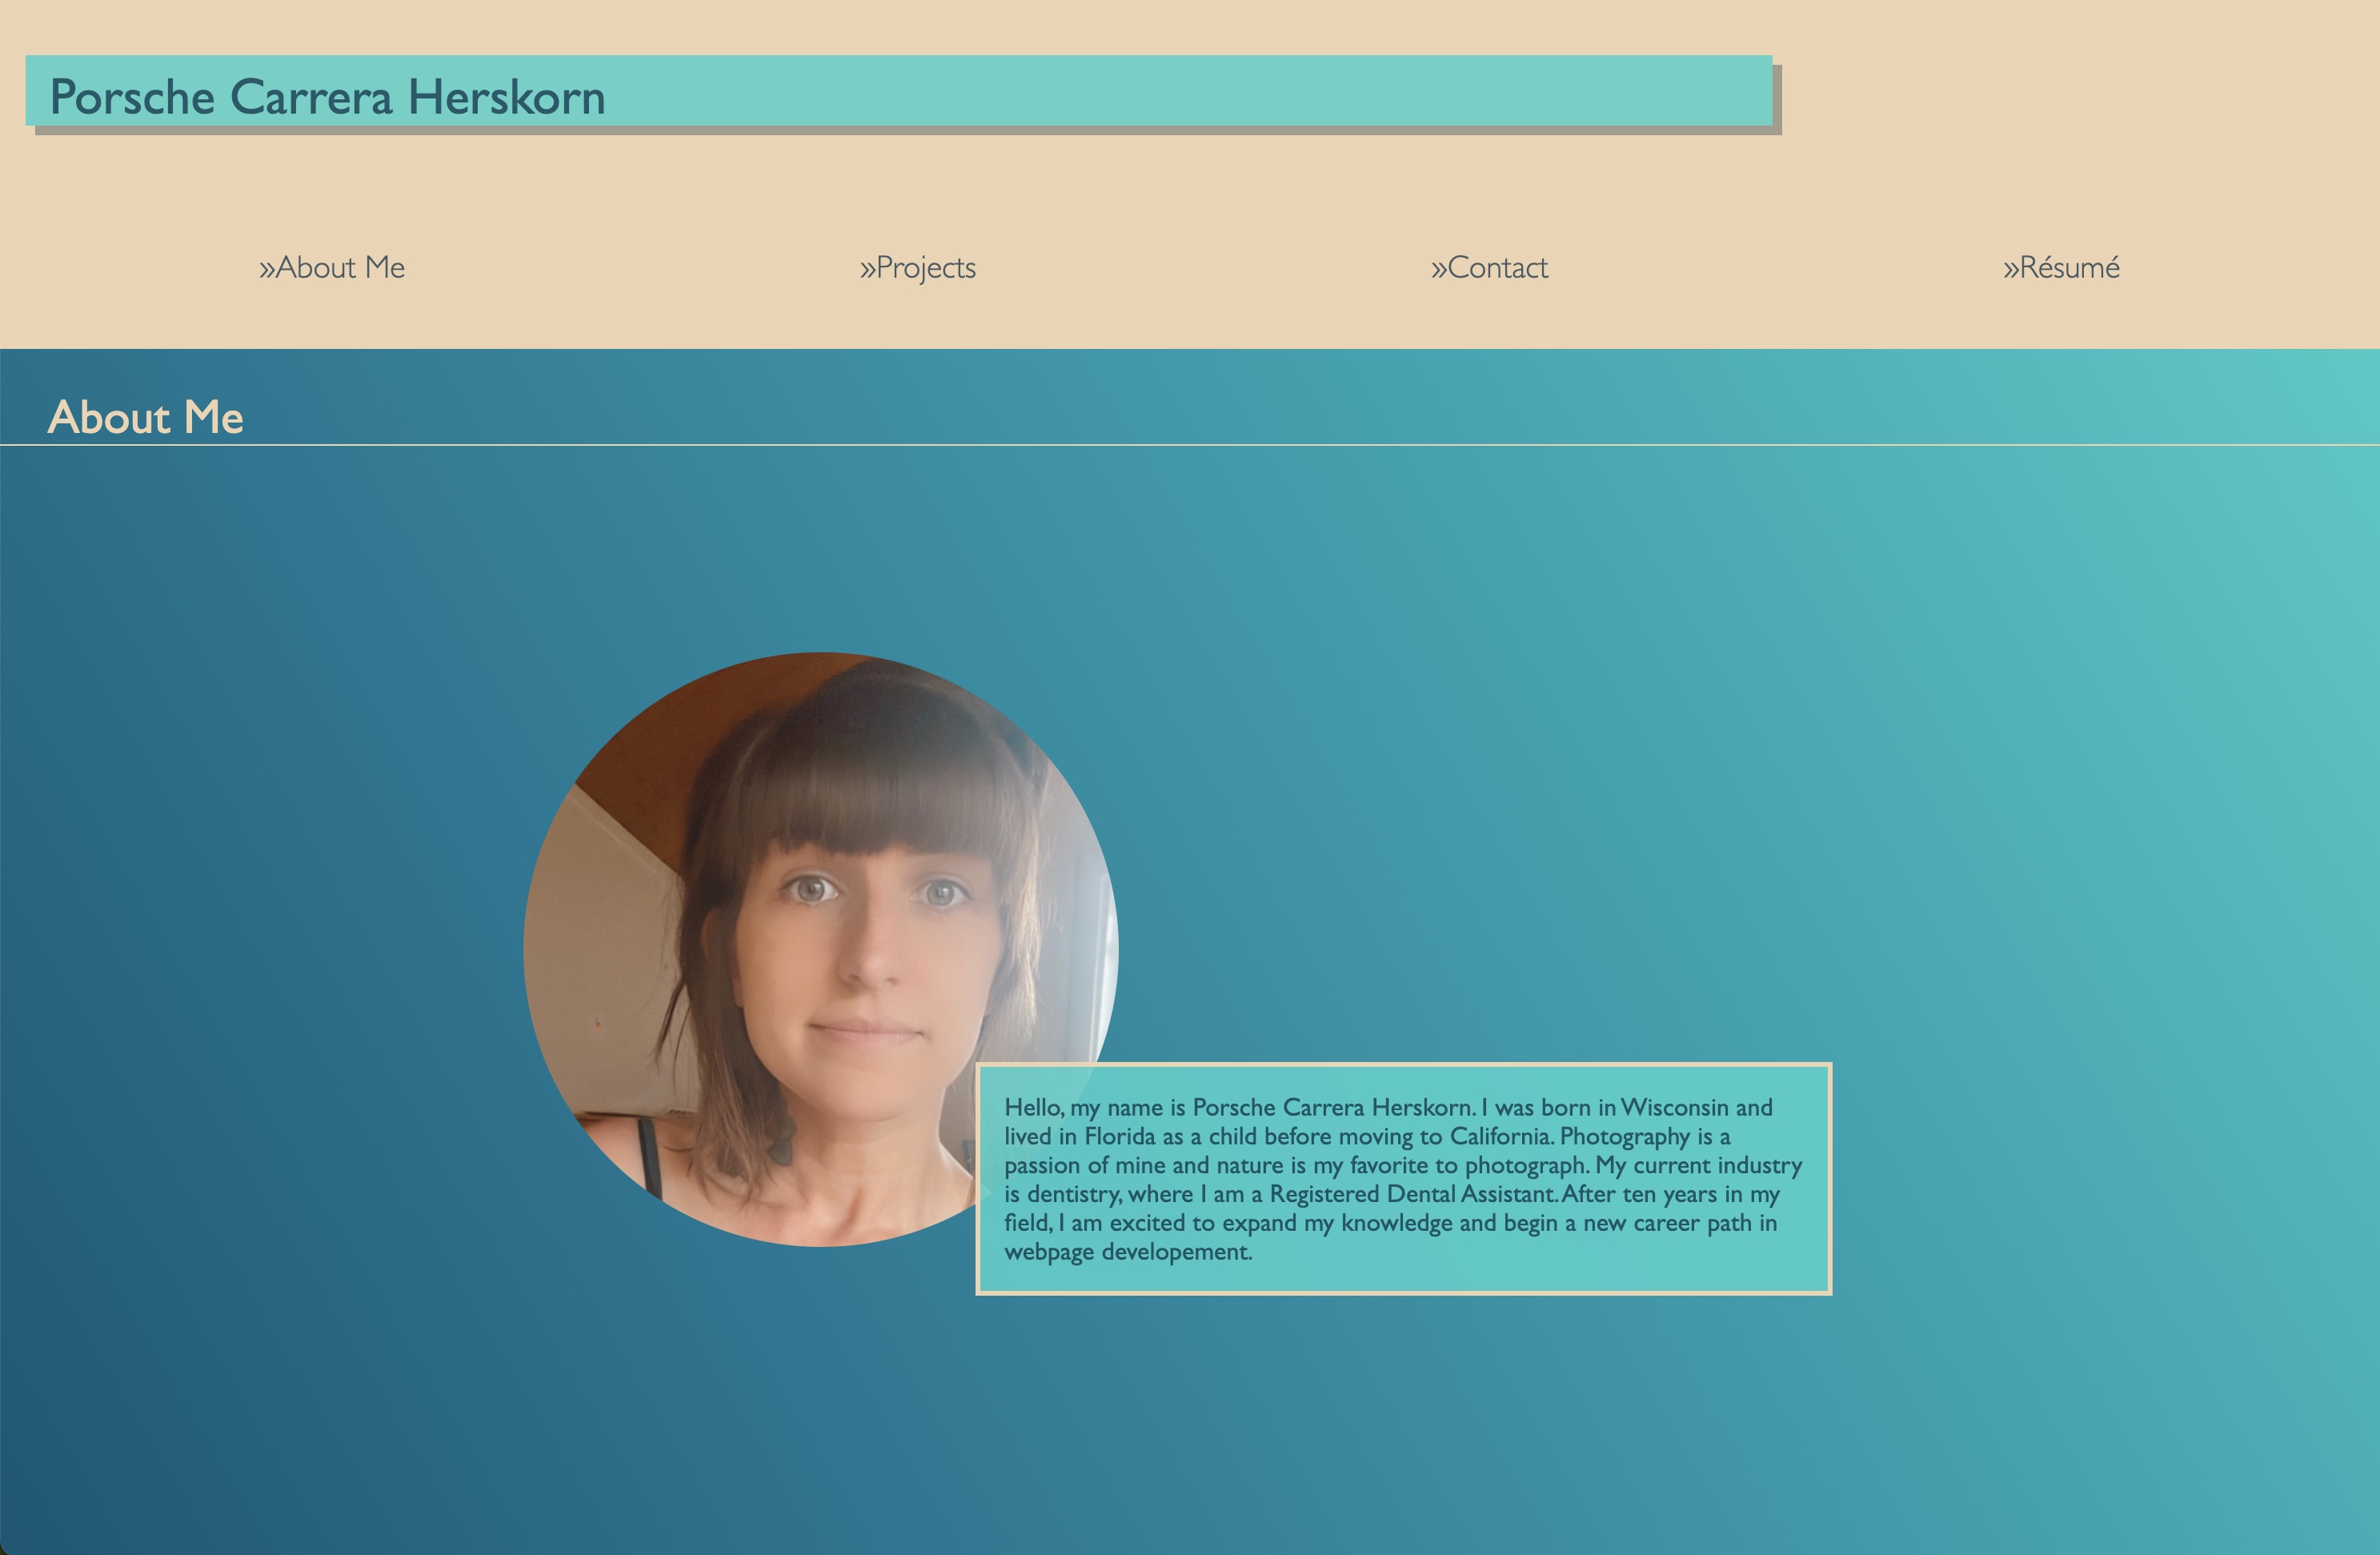 Porsche Carrera Herskorn
»About Me »Projects »Contact »Résumé
About Me
Hello, my name is Porsche Carrera Herskorn. I was born in Wisconsin and
lived in Florida as a child before moving to California. Photography is a
passion of mine and nature is my favorite to photograph. My current industry
is dentistry, where I am a Registered Dental Assistant. After ten years in my
field, I am excited to expand my knowledge and begin a new career path in
webpage developement.